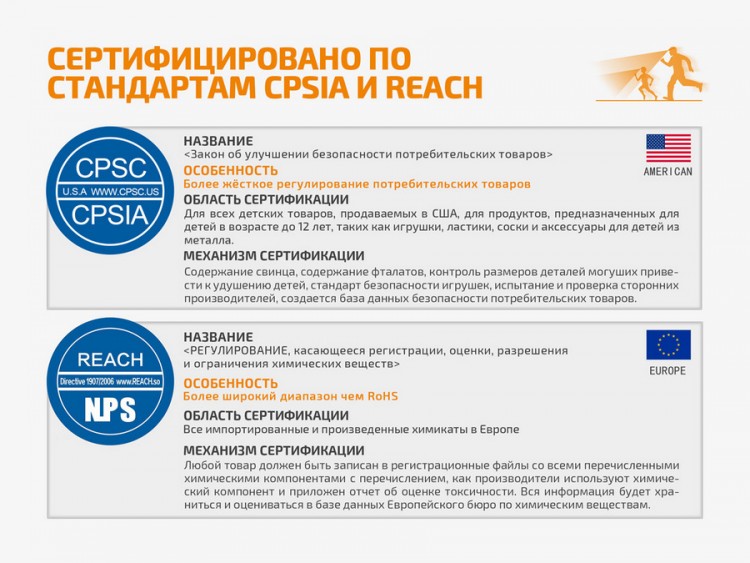 СЕРТИФИЦИРОВАНО ПО
СТАНДАРТАМ CPSIA И REACH
CPSC
U.S.A WWW.CPSC.US
CPSIA
НАЗВАНИЕ
<Закон об улучшении безопасности потребительских товаров>
ОСОБЕННОСТЬ
Более жёсткое регулирование потребительских товаров
ОБЛАСТЬ СЕРТИФИКАЦИИ
Для всех детских товаров, продаваемых в США, для продуктов, предназначенных для
детей в возрасте до 12 лет, таких как игрушки, ластики, соски и аксессуары для детей из
металла.
МЕХАНИЗМ СЕРТИФИКАЦИИ
Содержание свинца, содержание фталатов, контроль размеров деталей могуших приве-
сти к удушению детей, стандарт безопасности игрушек, испытание и проверка сторонних
производителей, создается база данных безопасности потребительских товаров.
AMERICAN
REACH
Directive 1907/2006 www.REACH.so
N.PS
НАЗВАНИЕ
<РЕГУЛИРОВАНИЕ, касающееся регистрации, оценки, разрешения
и ограничения химических веществ>
ОСОБЕННОСТЬ
Более широкий диапазон чем RoHS
ОБЛАСТЬ СЕРТИФИКАЦИИ
Все импортированные и произведенные химикаты в Европе
МЕХАНИЗМ СЕРТИФИКАЦИИ
Любой товар должен быть записан в регистрационные файлы со всеми перечисленными
химическими компонентами с перечислением, как производители используют химиче-
ский компонент и приложен отчет об оценке токсичности. Вся информация будет хра-
ниться и оцениваться в базе данных Европейского бюро по химическим веществам.
EUROPE